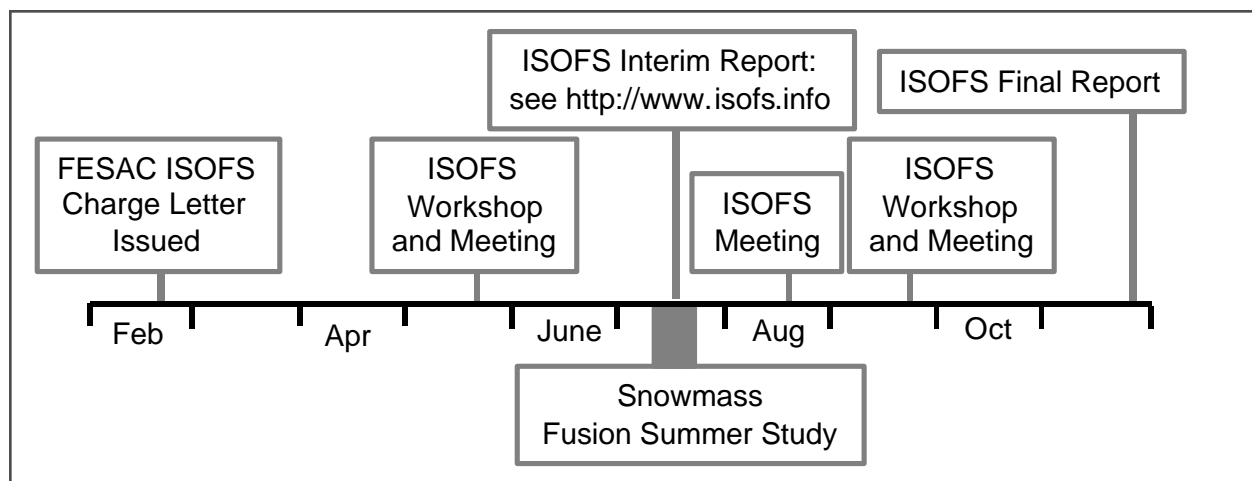 ISOFS Interim Report:
see http://www.isofs.info
ISOFS Final Report
FESAC ISOFS
Charge Letter
Issued
ISOFS
Workshop
and Meeting
ISOFS
Meeting
ISOFS
Workshop
and Meeting
Feb
Apr
June
Aug
Oct
Snowmass
Fusion Summer Study